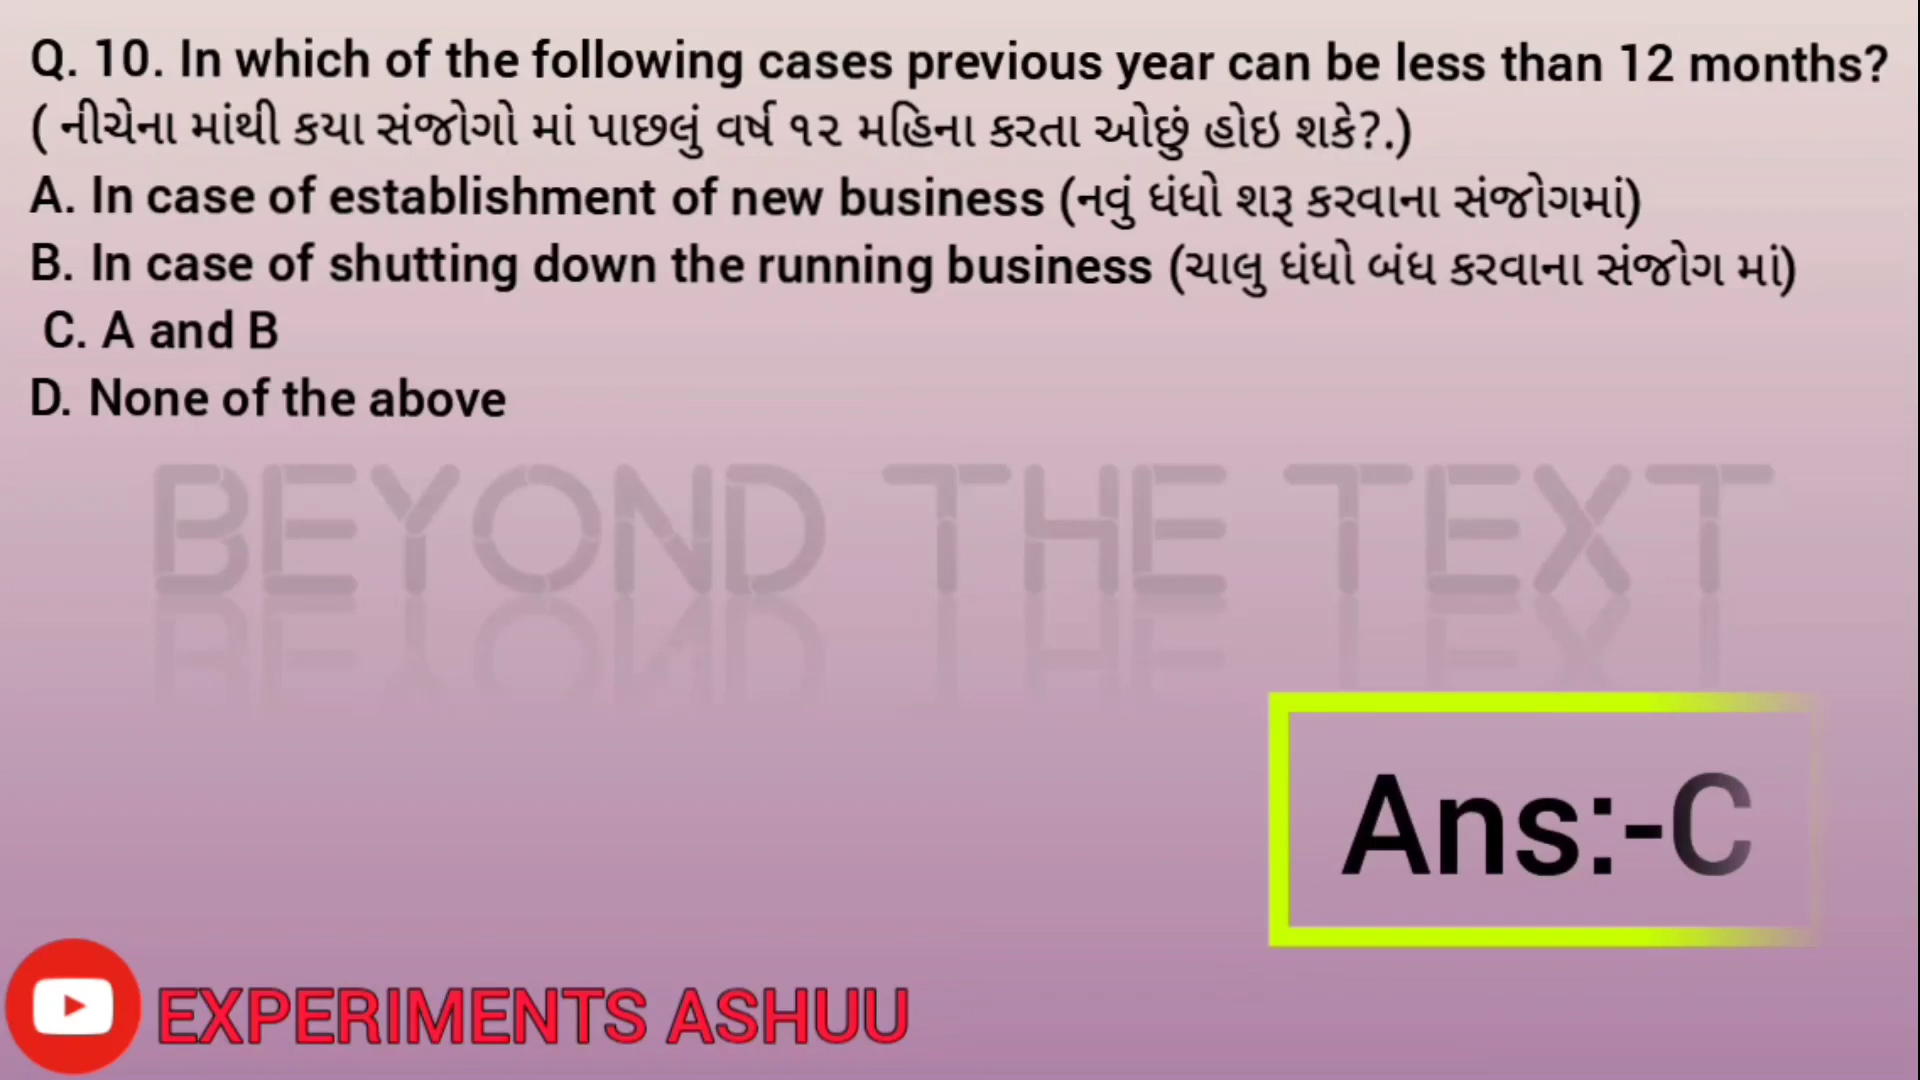 Q. 10. In which of the following cases previous year can be less than 12 months?
( નીચેના માંથી કયા સંજોગો માં પાછલું વર્ષ ૧૨ મહિના કરતા ઓછું હોઇ શકે?.)
A. In case of establishment of new business (નવું ધંધો શરૂ કરવાના સંજોગમાં)
B. In case of shutting down the running business (ચાલુ ધંધો બંધ કરવાના સંજોગ માં)
C. A and B
D. None of the above
BEYOND THE TEXT
Ans:-C
EXPERIMENTS ASHUU